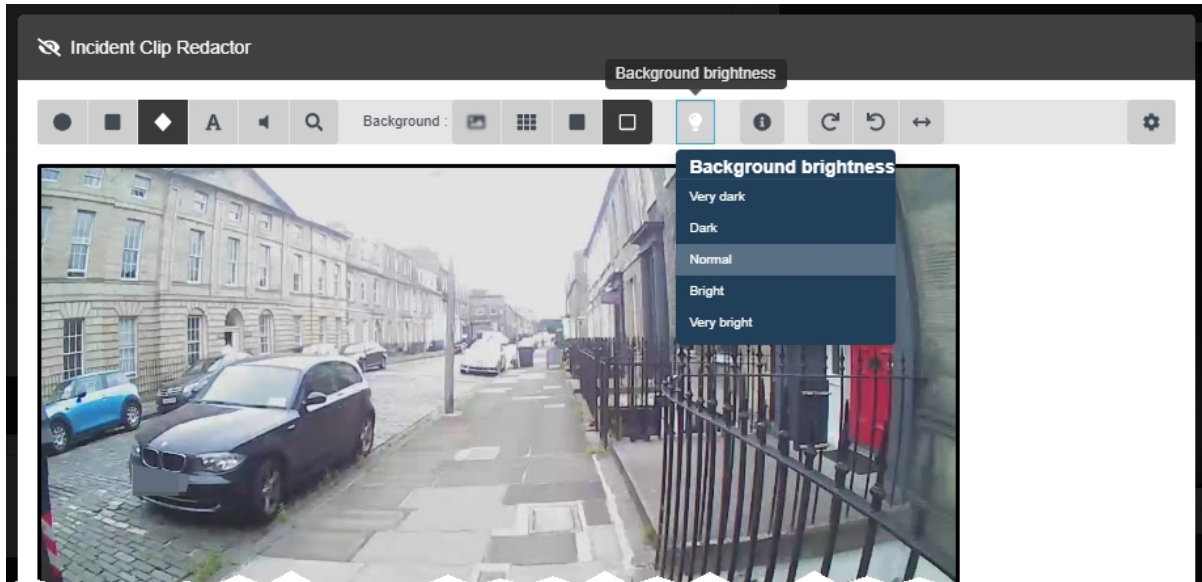 Incident Clip Redactor
Background brightness
A Background :
Background brightness
Very dark
Dark
Normal
Bright
Very bright